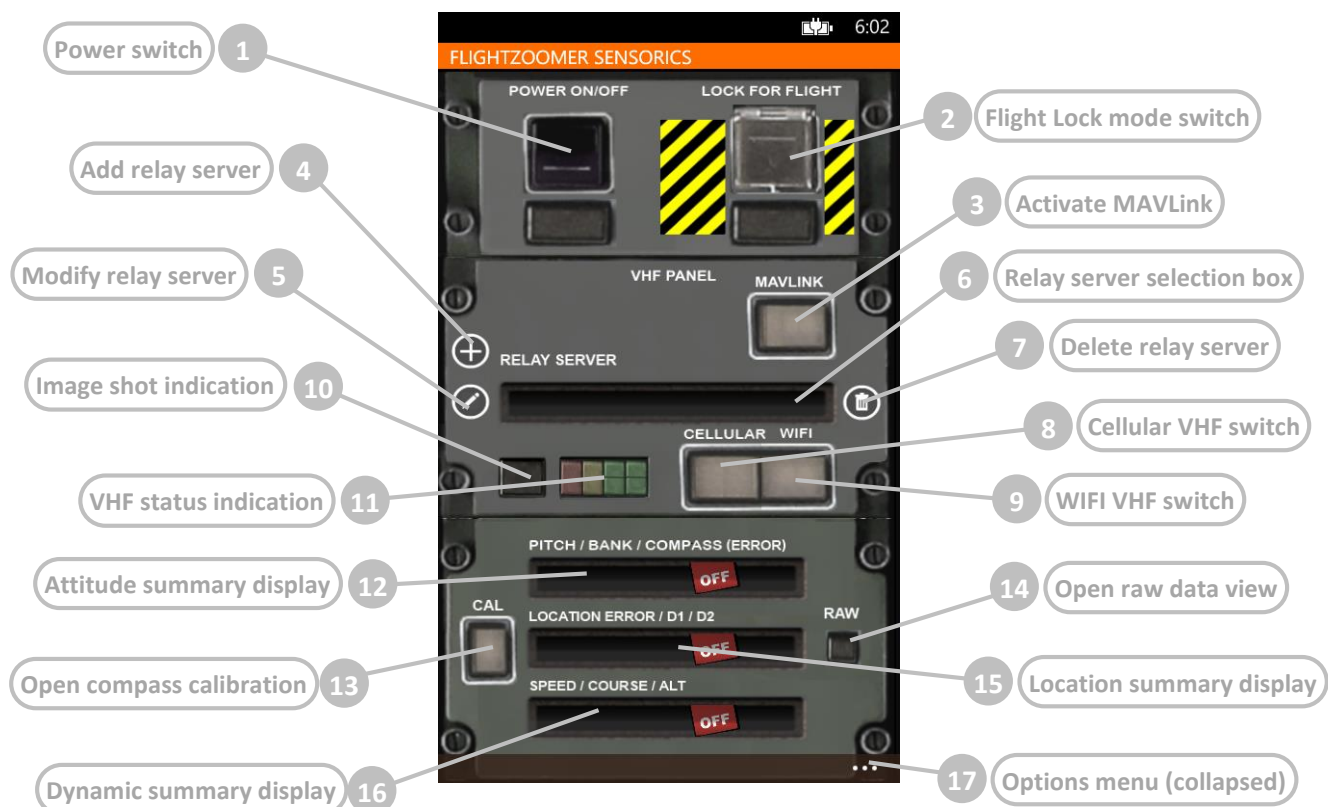 6:02
Power switch 1
FLIGHTZOOMER SENSORICS
POWER ON/OFF LOCK FOR FLIGHT
2 Flight Lock mode switch
Add relay server 4
3 Activate MAVLink
Modify relay server 5
VHF PANEL MAVLINK
6 Relay server selection box
RELAY SERVER
7 Delete relay server
Image shot indication 10
CELLULAR WIFI
8 Cellular VHF switch
VHF status indication 11
9 WIFI VHF switch
PITCH / BANK / COMPASS (ERROR)
OFF
Attitude summary display 12
14 Open raw data view
CAL
LOCATION ERROR / D1 / D2
RAW
OFF
Open compass calibration 13
15 Location summary display
SPEED / COURSE / ALT
OFF
Dynamic summary display 16
...
17 Options menu (collapsed)